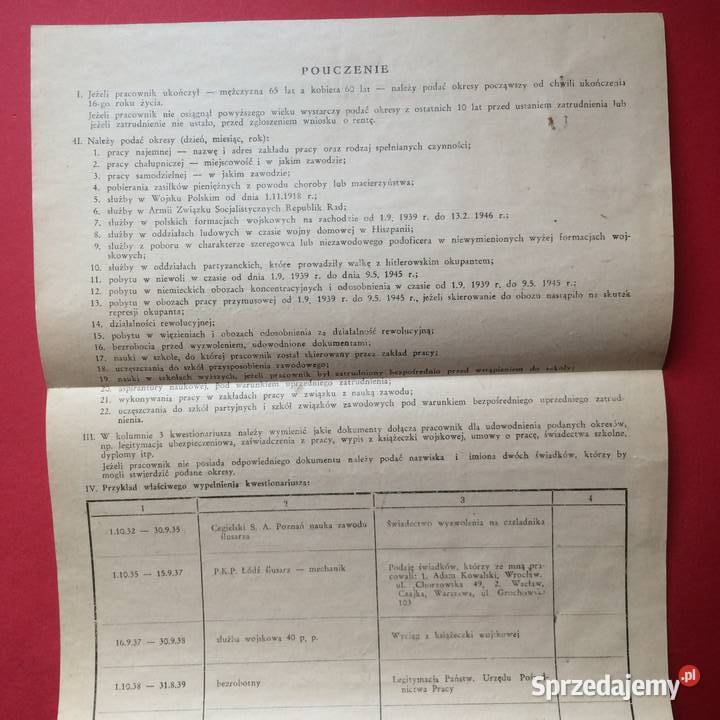 POUCZENIE
I. Jeżeli pracownik ukończył — mężczyzna 65 lat a kobieta 60 lat — należy podać okresy począwszy od chwili ukończenia
16-go roku życia.
Jeżeli pracownik nie osiągnął powyższego wieku wystarczy podać okresy z ostatnich 10 lat przed ustaniem zatrudnienia lub
jeżeli zatrudnienie nie ustało, przed zgłoszeniem wniosku o rentę.
II. Należy podać okresy (dzień, miesiąc, rok):
1. pracy najemnej — nazwę i adres zakładu pracy oraz rodzaj spełnianych czynności;
2. pracy chałupniczej — miejscowość i w jakim zawodzie;
3. pracy samodzielnej — w jakim zawodzie;
4. pobierania zasiłków pieniężnych z powodu choroby lub macierzyństwa;
5. służby w Wojsku Polskim od dnia 1.11.1918 r.;
6. służby w Armii Związku Socjalistycznych Republik Rad;
7. służby w polskich formacjach wojskowych na zachodzie od 1.9. 1939 r. do 13.2. 1946 r.;
8. służby w oddziałach ludowych w czasie wojny domowej w Hiszpanii;
9. służby z poboru w charakterze szeregowca lub niezawodowego podoficera w niewymienionych wyżej formacjach woj-
skowych;
10. służby w oddziałach partyzanckich, które prowadziły walkę z hitlerowskim okupantem;
11. pobytu w niewoli w czasie od dnia 1.9. 1939 r. do dnia 9.5. 1945 r.;
12. pobytu w niemieckich obozach koncentracyjnych i odosobnienia w czasie od 1.9. 1939 r. do 9.5. 1945 r.;
13. pobytu w obozach pracy przymusowej od 1.9. 1939 r. do 9.5. 1945 r., jeżeli skierowanie do obozu nastąpiło na skutek
represji okupanta;
14. działalności rewolucyjnej;
15. pobytu w więzieniach i obozach odosobnienia za działalność rewolucyjną;
16. bezrobocia przed wyzwoleniem, udowodnione dokumentami;
17. nauki w szkole, do której pracownik został skierowany przez zakład pracy;
18. uczęszczania do szkół przysposobienia zawodowego;
19. nauki w szkołach wyższych, jeżeli pracownik był zatrudniony bezpośrednio przed wstąpieniem do szkoły;
20. aspirantury naukowej, pod warunkiem uprzedniego zatrudnienia;
21. wykonywania pracy w zakładach pracy w związku z nauką zawodu;
22. uczęszczania do szkół partyjnych i szkół związków zawodowych pod warunkiem bezpośredniego uprzedniego zatrud-
nienia.
III. W kolumnie 3 kwestionariusza należy wymienić jakie dokumenty dołącza pracownik dla udowodnienia podanych okresów,
np. legitymacja ubezpieczeniowa, zaświadczenia z pracy, wypis z książeczki wojskowej, umowy o pracę, świadectwa szkolne,
dyplomy itp.
Jeżeli pracownik nie posiada odpowiedniego dokumentu należy podać nazwiska i imiona dwóch świadków, którzy by
mogli stwierdzić podane okresy.
IV. Przykład właściwego wypełnienia kwestionariusza:
1 2 3 4
1.10.32 — 30.9.35 Cegielski S. A. Poznań nauka zawodu Świadectwo wyzwolenia na czeladnika
ślusarza
1.10.35 — 15.9.37 P.K.P. Łódź ślusarz — mechanik Podaję świadków, którzy ze mną pra-
cowali: 1. Adam Kowalski, Wrocław,
ul. Chorzowska 49, 2. Wacław,
Czajka, Warszawa, ul. Grochowska
103
16.9.37 — 30.9.38 służba wojskowa 40 p. p. Wyciąg z książeczki wojskowej
1.10.38 — 31.8.39 bezrobotny Legitymacja Państw. Urzędu Pośred-
nictwa Pracy
Sprzedajemy.pl